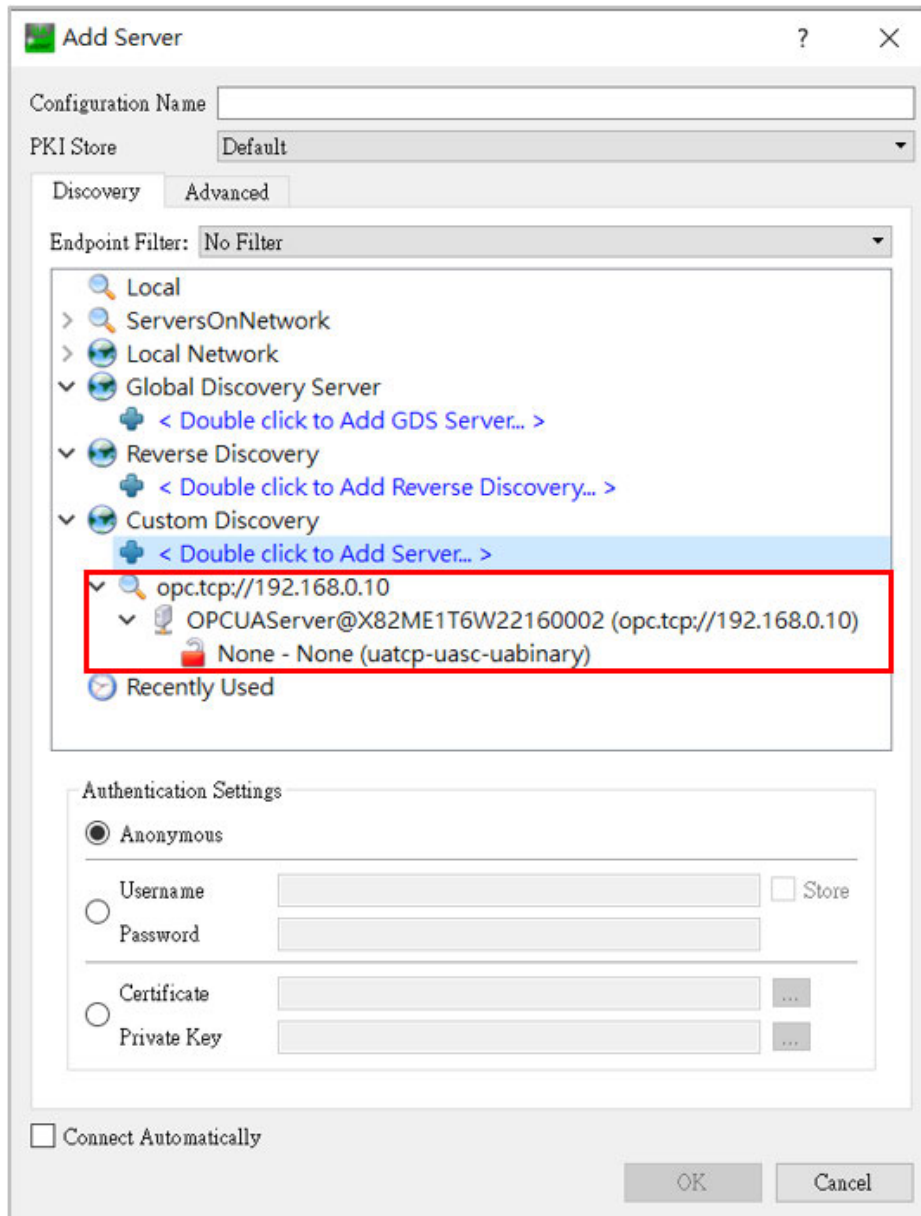 Add Server
?
Configuration Name
PKI Store Default
Discovery Advanced
Endpoint Filter: No Filter
Local
ServersOnNetwork
Local Network
Global Discovery Server
< Double click to Add GDS Server... >
Reverse Discovery
< Double click to Add Reverse Discovery... >
Custom Discovery
< Double click to Add Server... >
opc.tcp://192.168.0.10
OPCUAServer@X82ME1T6W22160002 (opc.tcp://192.168.0.10)
None - None (uatcp-uasc-uabinary)
Recently Used
Authentication Settings
Anonymous
Username Store
Password
Certificate ...
Private Key ...
Connect Automatically
OK Cancel